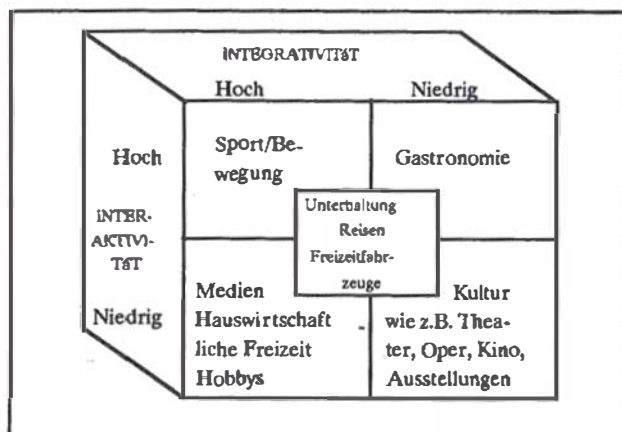 INTEGRATIVITäT
Hoch
Niedrig
Hoch
Sport/Be-
wegung
Gastronomie
INTER-
AKTIVI-
TäT
Unterhaltung
Reisen
Freizeitfahr-
zeuge
Niedrig
Medien
Hauswirtschaft
liche Freizeit
Hobbys
Kultur
wie z.B. Thea-
ter, Oper, Kino,
Ausstellungen